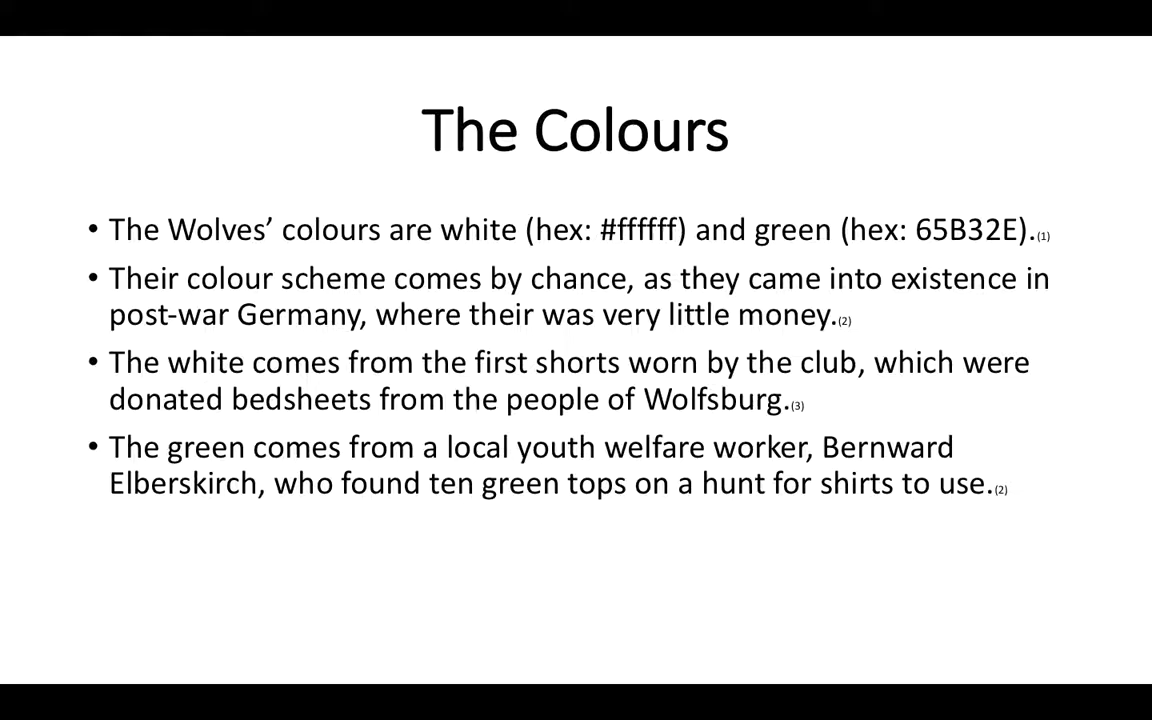 The Colours
• The Wolves’ colours are white (hex: #ffffff) and green (hex: 65B32E).(1)
• Their colour scheme comes by chance, as they came into existence in
post-war Germany, where their was very little money.(2)
• The white comes from the first shorts worn by the club, which were
donated bedsheets from the people of Wolfsburg.(3)
• The green comes from a local youth welfare worker, Bernward
Elberskirch, who found ten green tops on a hunt for shirts to use.(2)